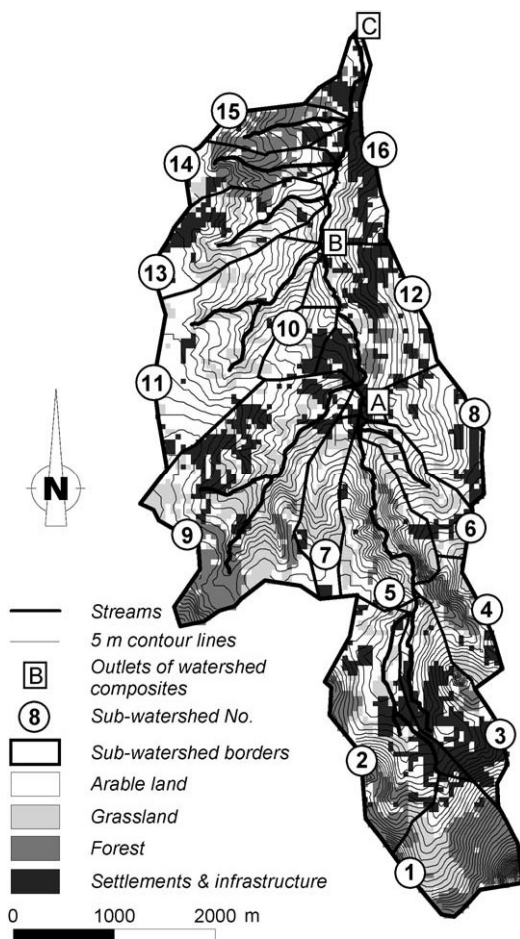 C
15
16
14
B
13
12
10
11
A
8
9
7
6
5
4
3
2
1
N
Streams
5 m contour lines
B Outlets of watershed
composites
8 Sub-watershed No.
Sub-watershed borders
Arable land
Grassland
Forest
Settlements & infrastructure
0 1000 2000 m